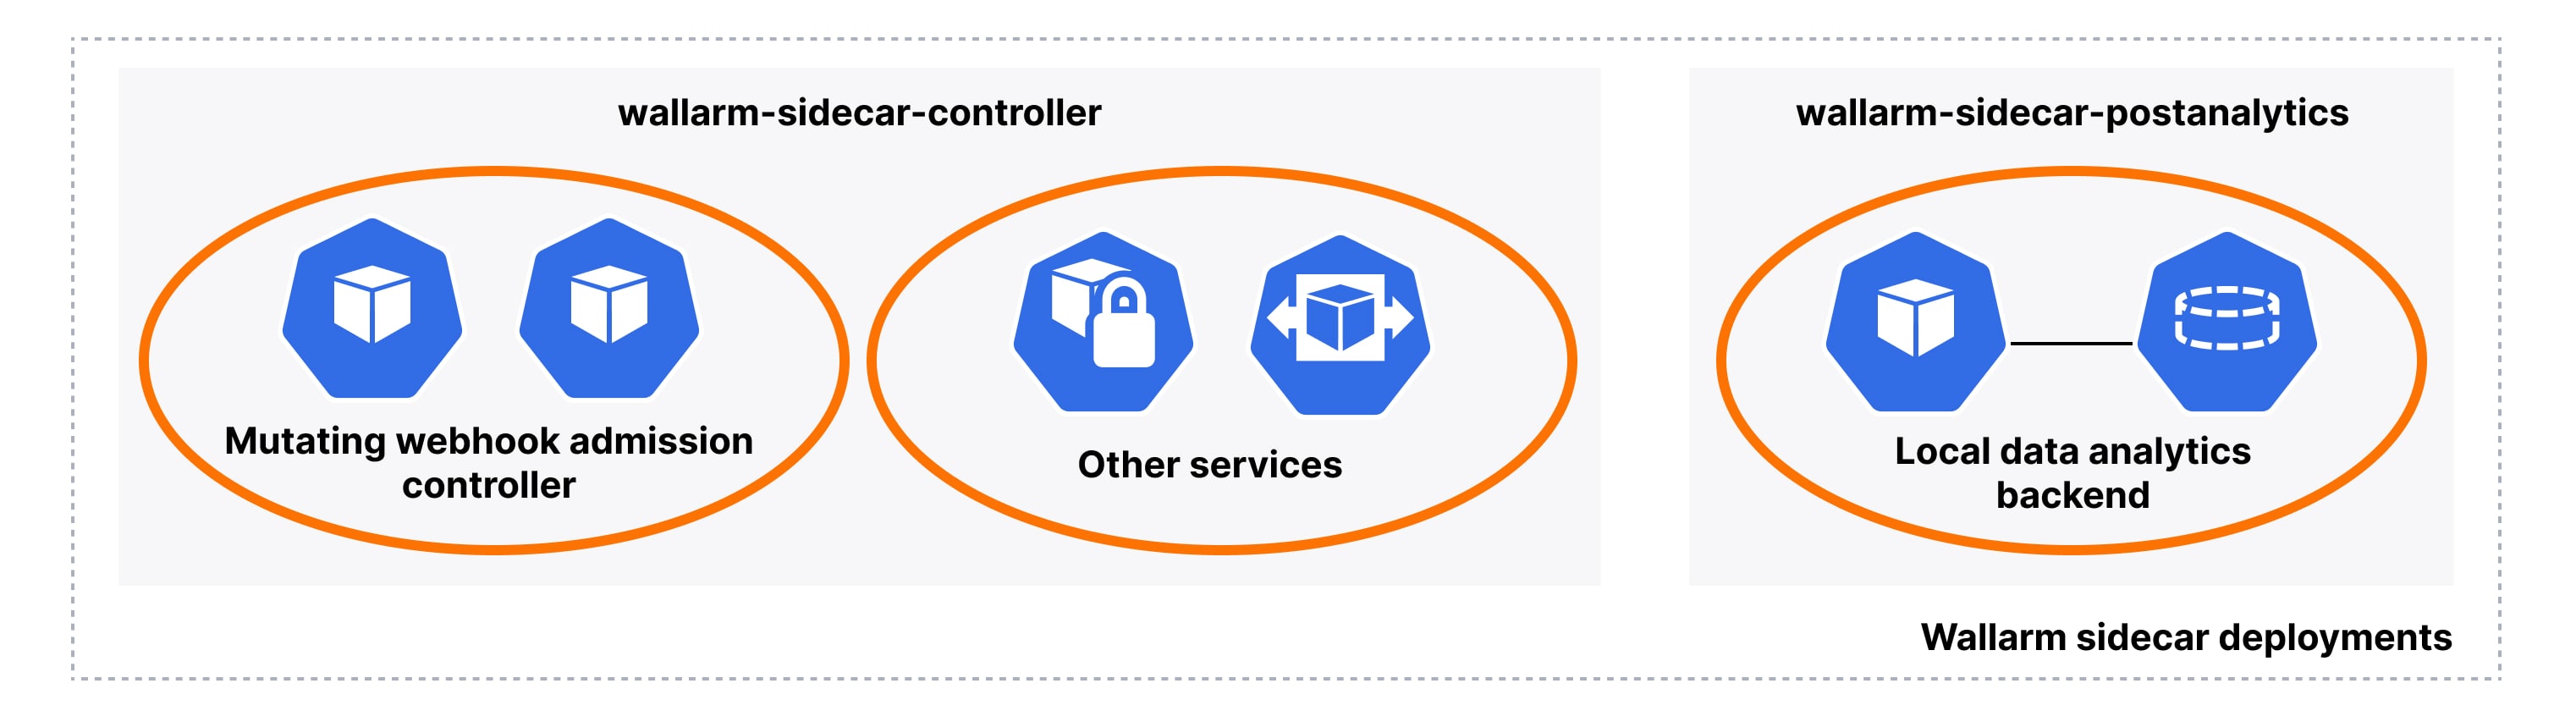 wallarm-sidecar-controller
wallarm-sidecar-postanalytics
Mutating webhook admission
controller
Other services
Local data analytics
backend
Wallarm sidecar deployments